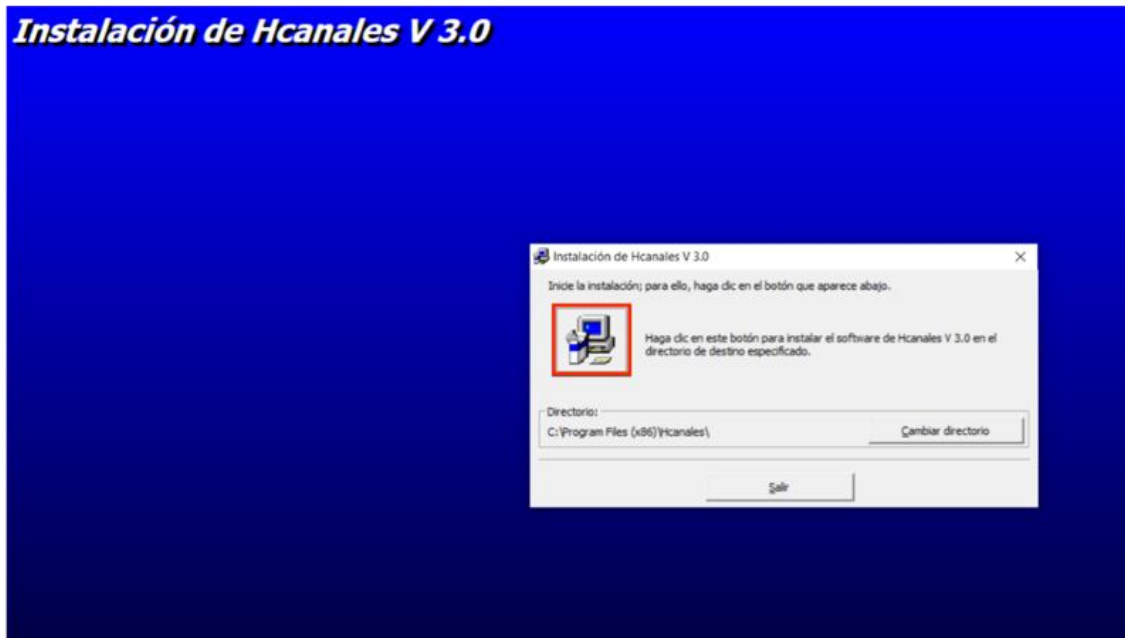 Instalación de Hcanales V 3.0
Instalación de Hcanales V 3.0
Inicie la instalación; para ello, haga clic en el botón que aparece abajo.
Haga clic en este botón para instalar el software de Hcanales V 3.0 en el
directorio de destino especificado.
Directorio:
C:\Program Files (x86)\Hcanales\
Cambiar directorio
Salir